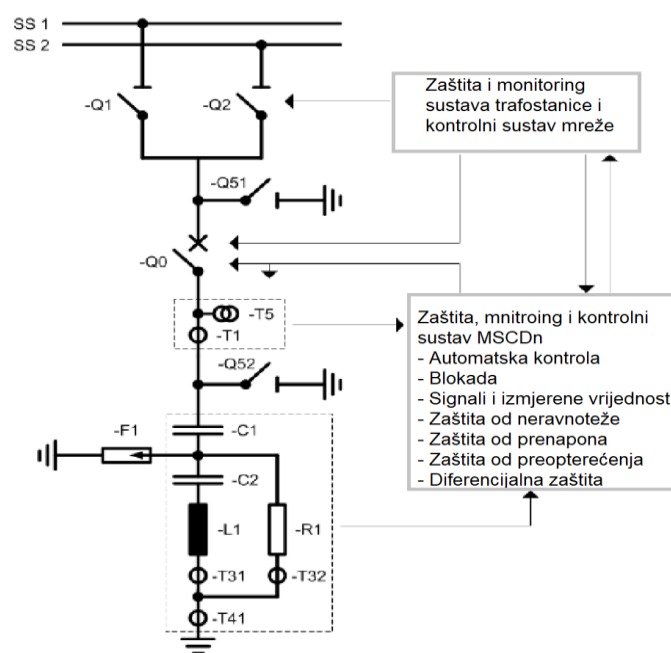 SS 1
SS 2
-Q1
-Q2
Zaštita i monitoring
sustava trafostanice i
kontrolni sustav mreže
-Q51
-Q0
-T5
-T1
Zaštita, mnitroing i kontrolni
sustav MSCDn
- Automatska kontrola
- Blokada
- Signali i izmjerene vrijednost
- Zaštita od neravnoteže
- Zaštita od prenapona
- Zaštita od preopterećenja
- Diferencijalna zaštita
-Q52
-F1
-C1
-C2
-L1
-R1
-T31
-T32
-T41